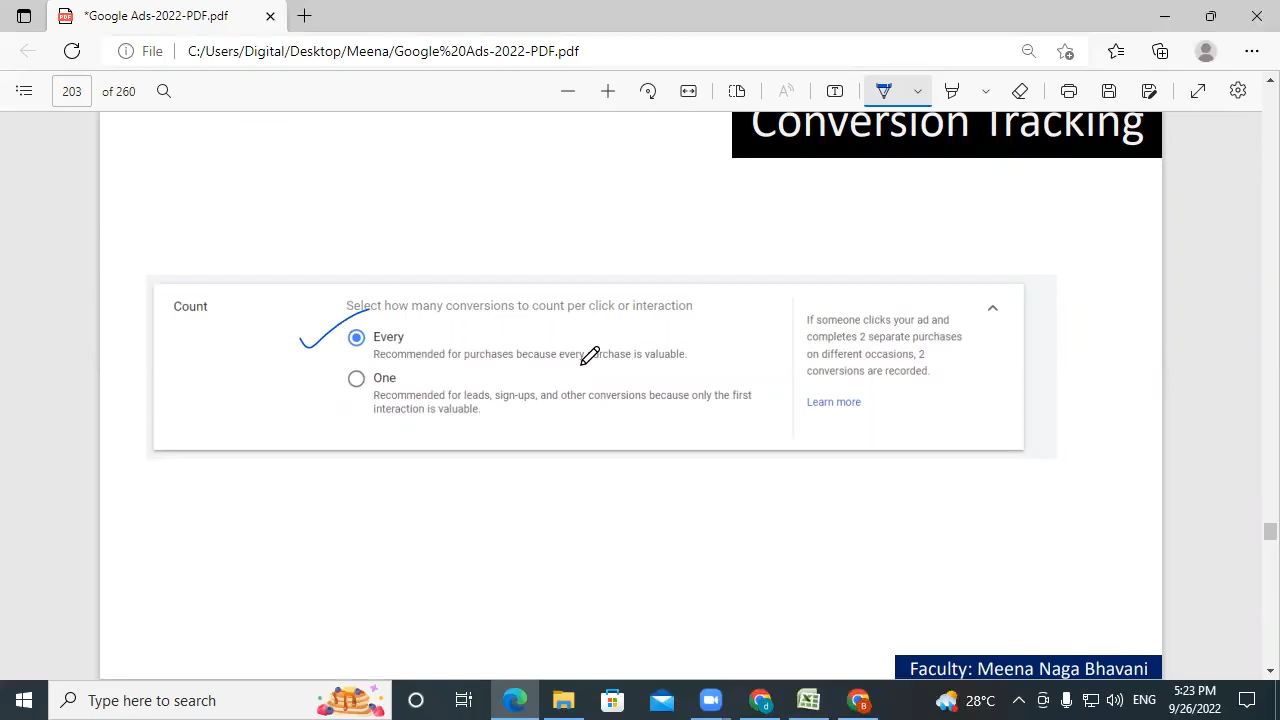 *Google Ads-2022-PDF.pdf
File
C:/Users/Digital/Desktop/Meena/Google%20Ads-2022-PDF.pdf
203 of 260
Conversion Tracking
Count
Select how many conversions to count per click or interaction
Every
Recommended for purchases because every purchase is valuable.
One
Recommended for leads, sign-ups, and other conversions because only the first
interaction is valuable.
If someone clicks your ad and
completes 2 separate purchases
on different occasions, 2
conversions are recorded.
Learn more
Faculty: Meena Naga Bhavani
Type here to search
28°C
ENG
5:23 PM
9/26/2022